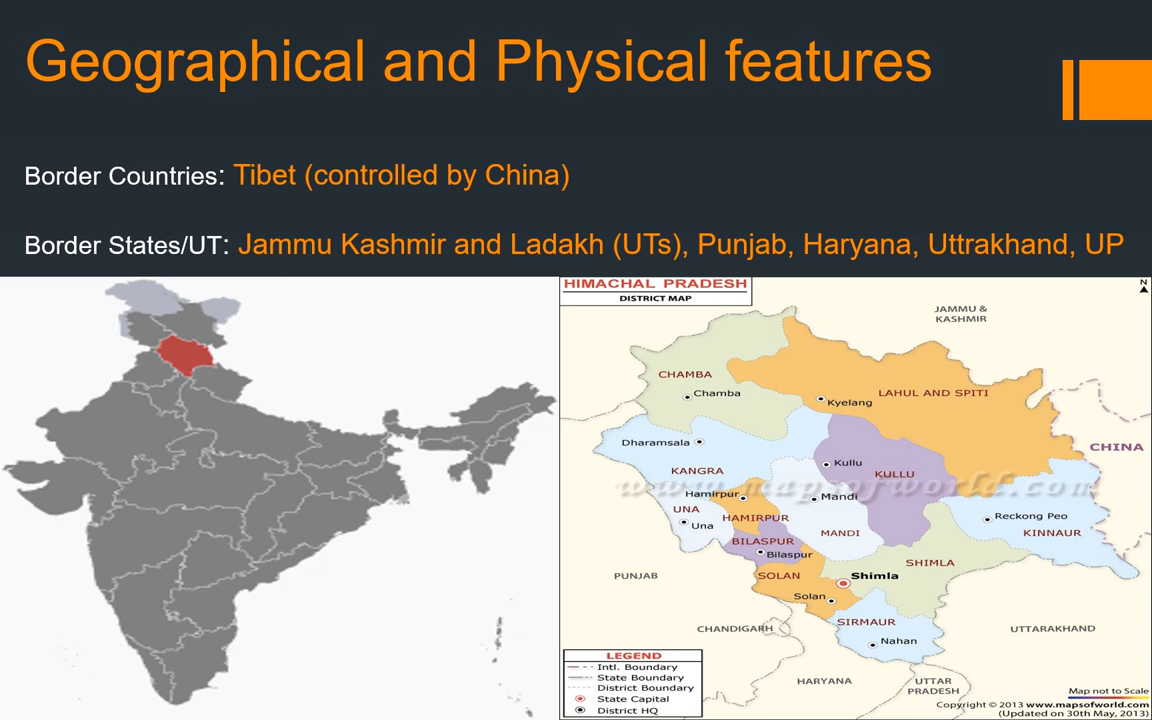 Geographical and Physical features
Border Countries: Tibet (controlled by China)
Border States/UT: Jammu Kashmir and Ladakh (UTs), Punjab, Haryana, Uttrakhand, UP
HIMACHAL PRADESH
DISTRICT MAP
N
JAMMU &
KASHMIR
CHAMBA
Chamba
LAHUL AND SPITI
Kyelang
CHINA
Dharamsala
KANGRA
Kullu
KULLU
www.mapsofworld.com
Hamirpur
Mandi
UNA
Una
HAMIRPUR
MANDI
Reckong Peo
KINNAUR
BILASPUR
Bilaspur
SHIMLA
PUNJAB
SOLAN
Shimla
Solan
SIRMAUR
CHANDIGARH
UTTARAKHAND
Nahan
LEGEND
Intl. Boundary
State Boundary
District Boundary
State Capital
District HQ
HARYANA
UTTAR
PRADESH
Map not to Scale
Copyright © 2013 www.mapsofworld.com
(Updated on 30th May, 2013)